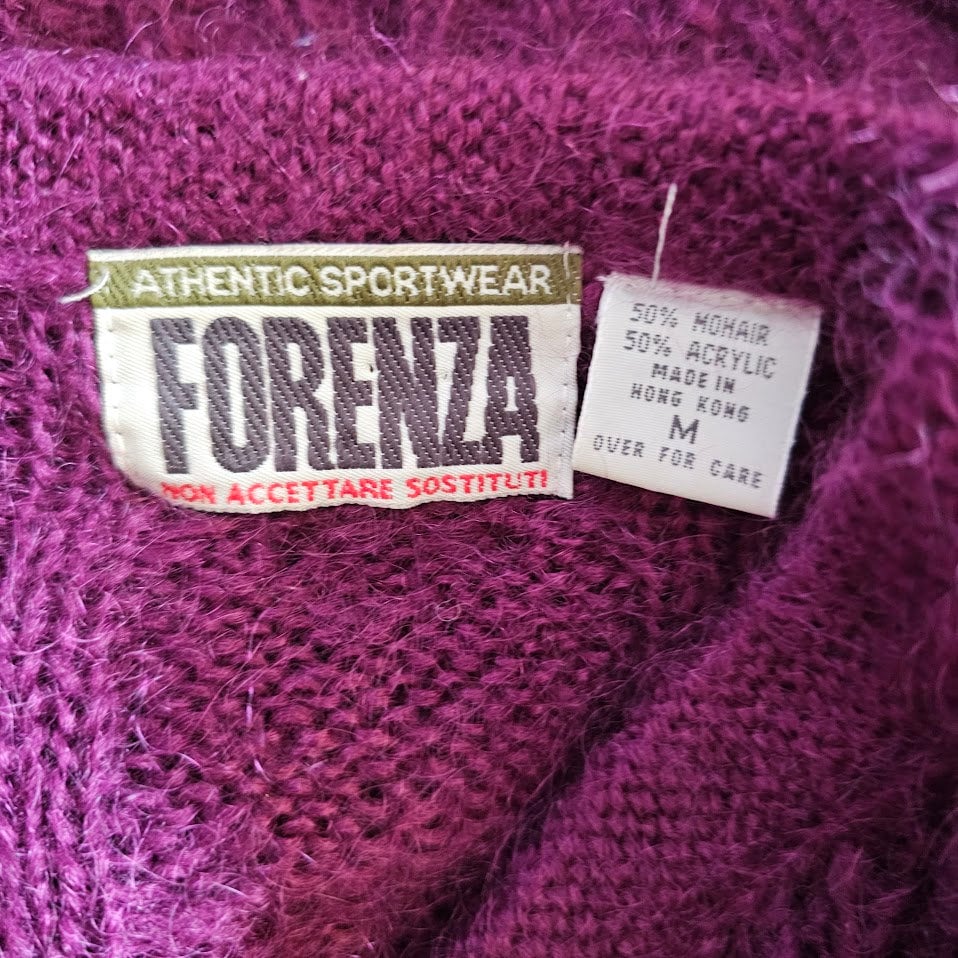 ATHENTIC SPORTWEAR
FORENZA
NON ACCETTARE SOSTITUTI
50% MOHAIR
50% ACRYLIC
MADE IN
HONG KONG
M
OVER FOR CARE